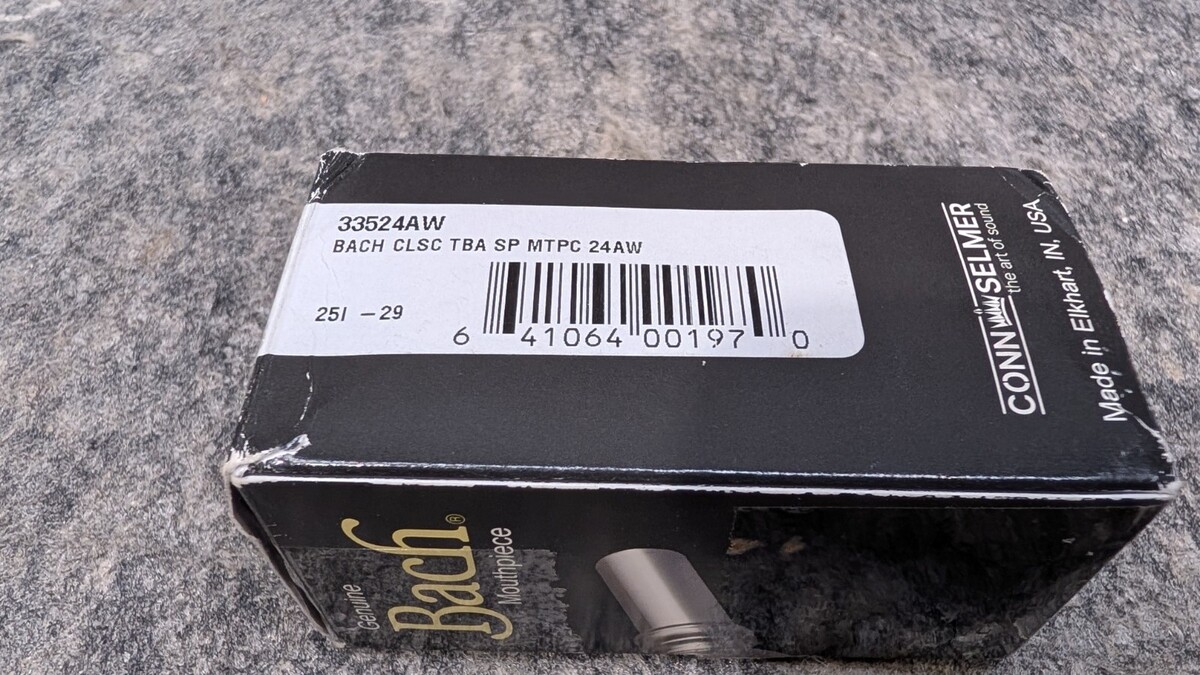 33524AW
BACH CLSC TBA SP MTPC 24AW
25I – 29
6 41064 00197 0
CONN SELMER
the art of sound
Made in Elkhart, IN, USA
Genuine
Bach®
Mouthpiece